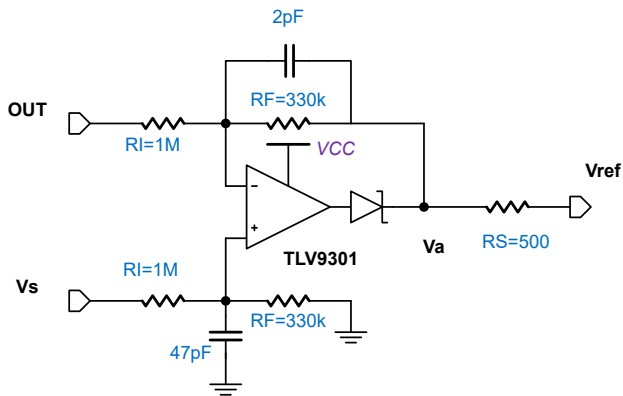 2pF
OUT
RF=330k
RI=1M
VCC
−
+
Vref
TLV9301
Va
RS=500
RI=1M
Vs
RF=330k
47pF